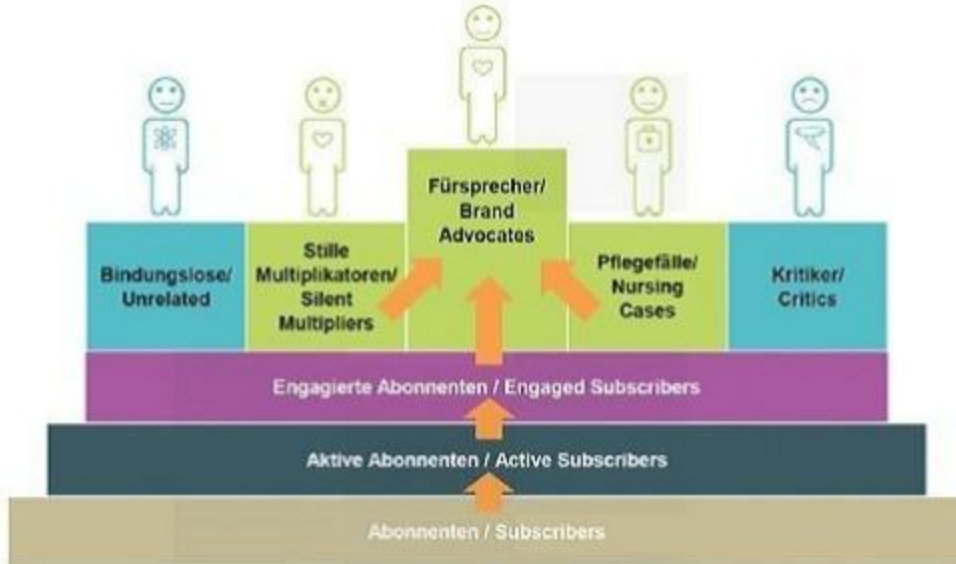 Fürsprecher/
Brand
Advocates
Bindungslose/
Unrelated
Stille
Multiplikatoren/
Silent
Multipliers
Pflegefälle/
Nursing
Cases
Kritiker/
Critics
Engagierte Abonnenten / Engaged Subscribers
Aktive Abonnenten / Active Subscribers
Abonnenten / Subscribers